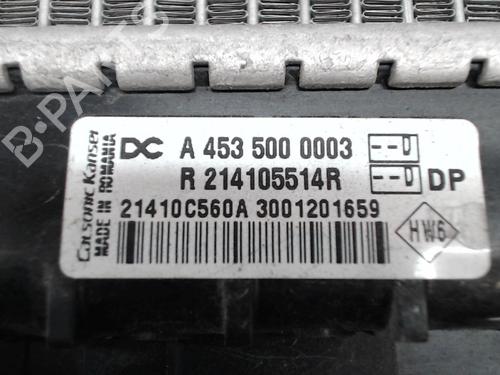 Calsonic Kansei
MADE IN ROMANIA
DC A 453 500 0003 --D
R 214105514R --D DP
21410C560A 3001201659
HW6
B-Parts